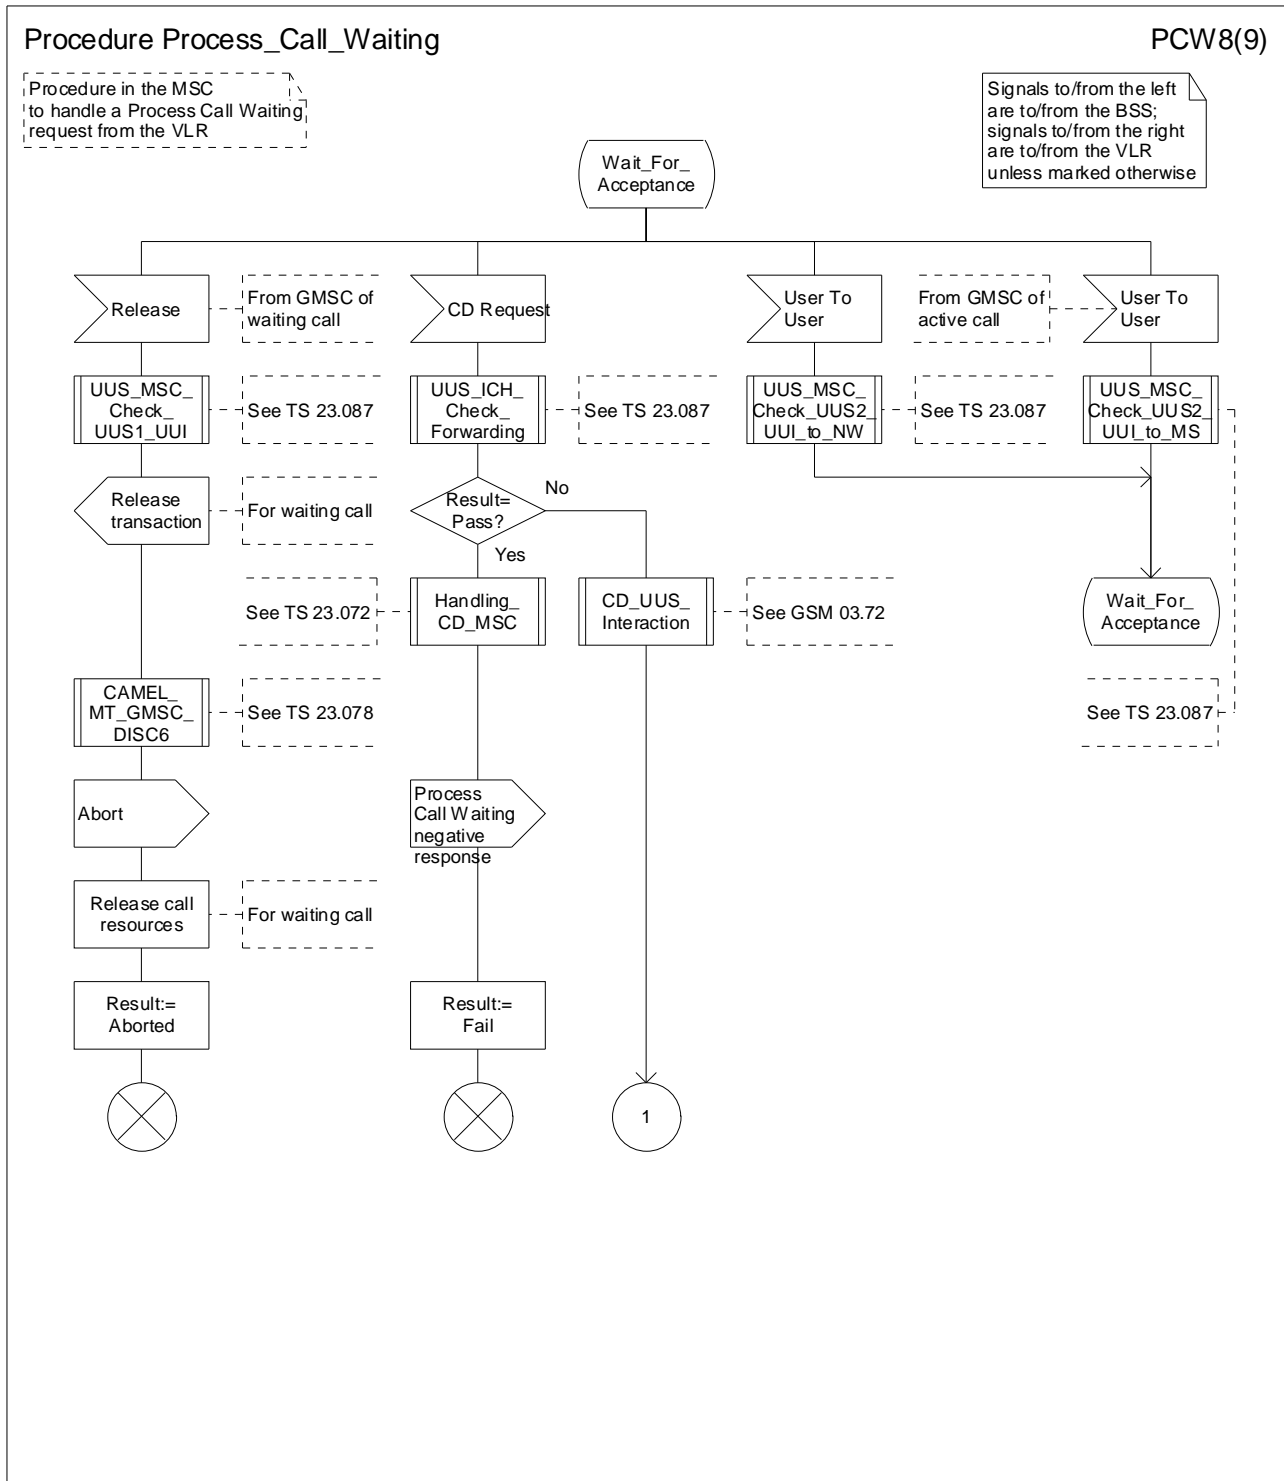 Procedure Process_Call_Waiting
PCW8(9)
Procedure in the MSC
to handle a Process Call Waiting
request from the VLR
Signals to/from the left
are to/from the BSS;
signals to/from the right
are to/from the VLR
unless marked otherwise
Wait_For_
Acceptance
Release
From GMSC of
waiting call
CD Request
User To
User
From GMSC of
active call
User To
User
UUS_MSC_
Check_
UUS1_UUI
See TS 23.087
UUS_ICH_
Check_
Forwarding
See TS 23.087
UUS_MSC_
Check_UUS2_
UUI_to_NW
See TS 23.087
UUS_MSC_
Check_UUS2_
UUI_to_MS
Release
transaction
For waiting call
Result=
Pass?
No
Yes
See TS 23.072
Handling_
CD_MSC
CD_UUS_
Interaction
See GSM 03.72
Wait_For_
Acceptance
CAMEL_
MT_GMSC_
DISC6
See TS 23.078
See TS 23.087
Abort
Process
Call Waiting
negative
response
Release call
resources
For waiting call
Result:=
Aborted
Result:=
Fail
1